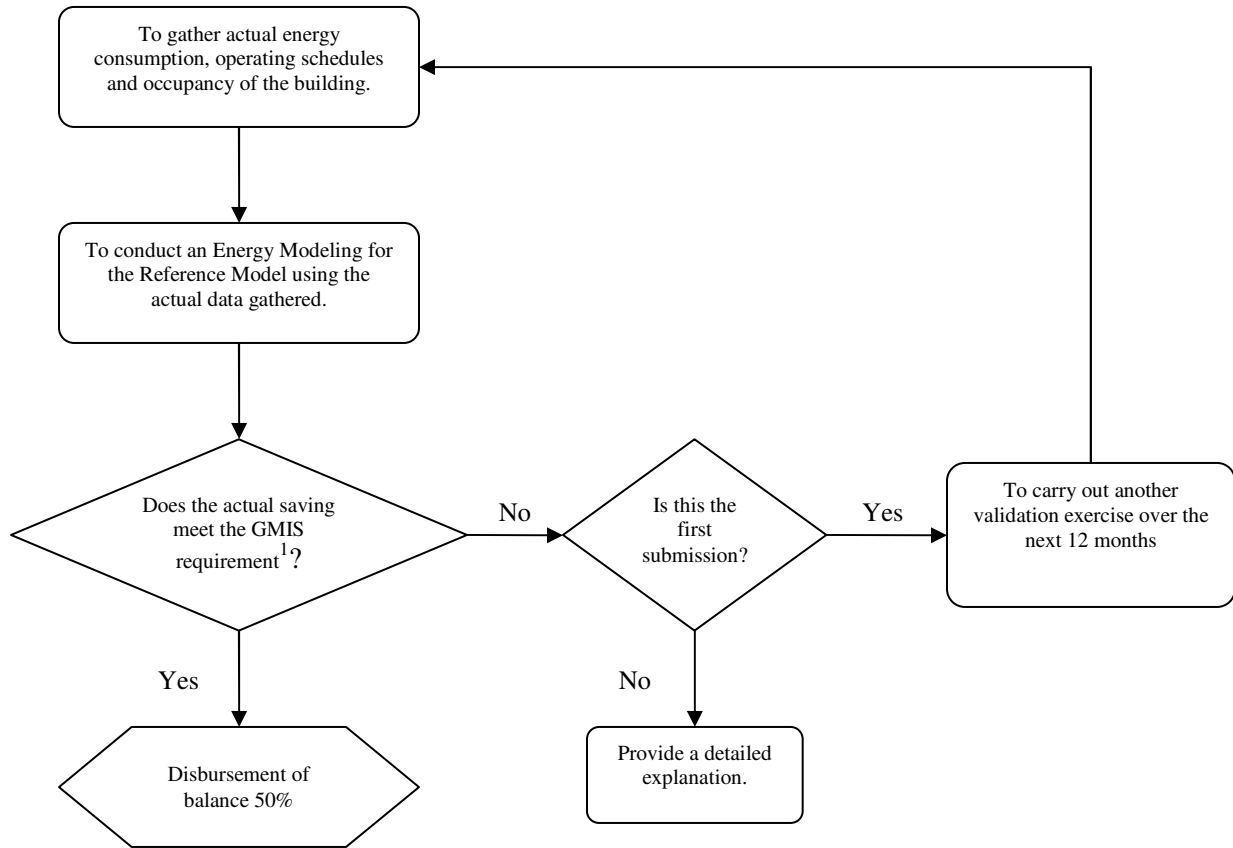 To gather actual energy
consumption, operating schedules
and occupancy of the building.
To conduct an Energy Modeling for
the Reference Model using the
actual data gathered.
Does the actual saving
meet the GMIS
requirement¹?
No
Is this the
first
submission?
Yes
To carry out another
validation exercise over the
next 12 months
Yes
No
Disbursement of
balance 50%
Provide a detailed
explanation.